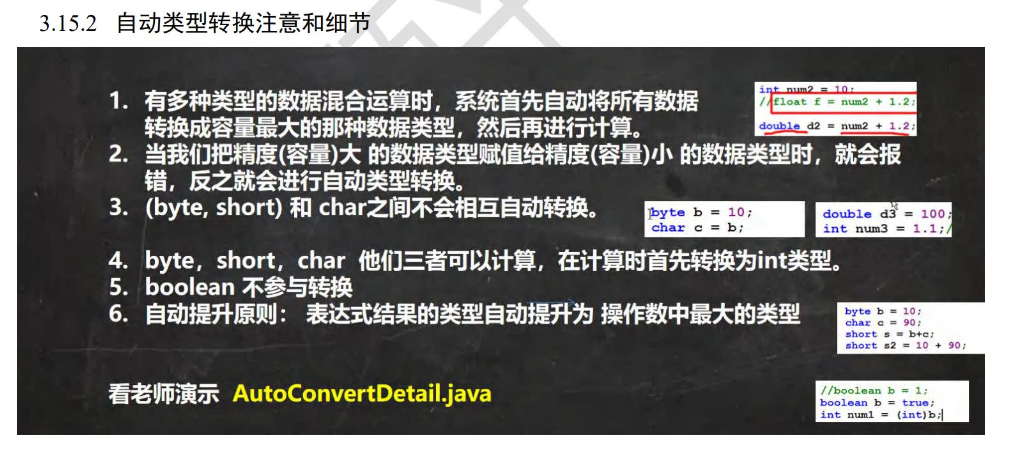 3.15.2 自动类型转换注意和细节
1. 有多种类型的数据混合运算时，系统首先自动将所有数据
转换成容量最大的那种数据类型，然后再进行计算。
int num2 = 10;
//float f = num2 + 1.2;
double d2 = num2 + 1.2;
2. 当我们把精度(容量)大 的数据类型赋值给精度(容量)小 的数据类型时，就会报
错，反之就会进行自动类型转换。
3. (byte, short) 和 char之间不会相互自动转换。
byte b = 10;
char c = b;
double d3 = 100;
int num3 = 1.1;/
4. byte，short，char 他们三者可以计算，在计算时首先转换为int类型。
5. boolean 不参与转换
6. 自动提升原则： 表达式结果的类型自动提升为 操作数中最大的类型
byte b = 10;
char c = 90;
short s = b+c;
short s2 = 10 + 90;
看老师演示 AutoConvertDetail.java
//boolean b = 1;
boolean b = true;
int num1 = (int)b;